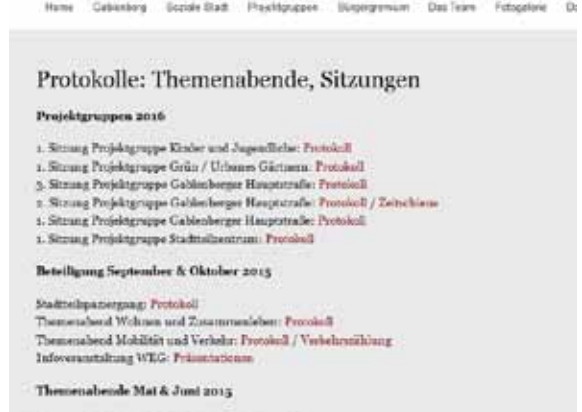 Home Gablenberg Soziale Stadt Projektgruppen Bürgergremium Das Team Fotogalerie
Protokolle: Themenabende, Sitzungen
Projektgruppen 2016
1. Sitzung Projektgruppe Kinder und Jugendliche: Protokoll
1. Sitzung Projektgruppe Grün / Urbanes Gärtnern: Protokoll
3. Sitzung Projektgruppe Gablenberger Hauptstraße: Protokoll
2. Sitzung Projektgruppe Gablenberger Hauptstraße: Protokoll / Zeitschiene
1. Sitzung Projektgruppe Gablenberger Hauptstraße: Protokoll
1. Sitzung Projektgruppe Stadtteilzentrum: Protokoll
Beteiligung September & Oktober 2015
Stadtteilspaziergang: Protokoll
Themenabend Wohnen und Zusammenleben: Protokoll
Themenabend Mobilität und Verkehr: Protokoll / Verkehrszählung
Infoveranstaltung WEG: Präsentationen
Themenabende Mai & Juni 2015